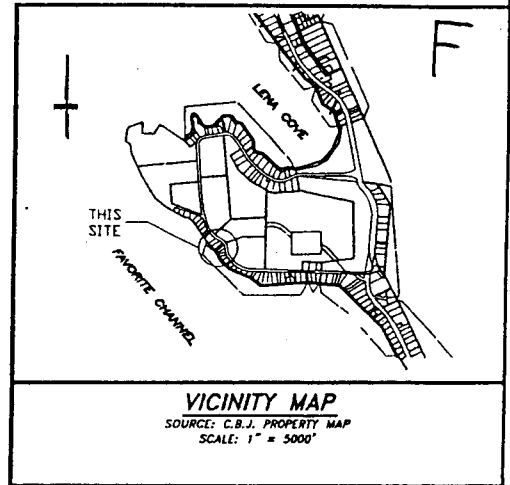 F
LENA COVE
THIS
SITE
FAVORITE CHANNEL
VICINITY MAP
SOURCE: C.B.J. PROPERTY MAP
SCALE: 1" = 5000'